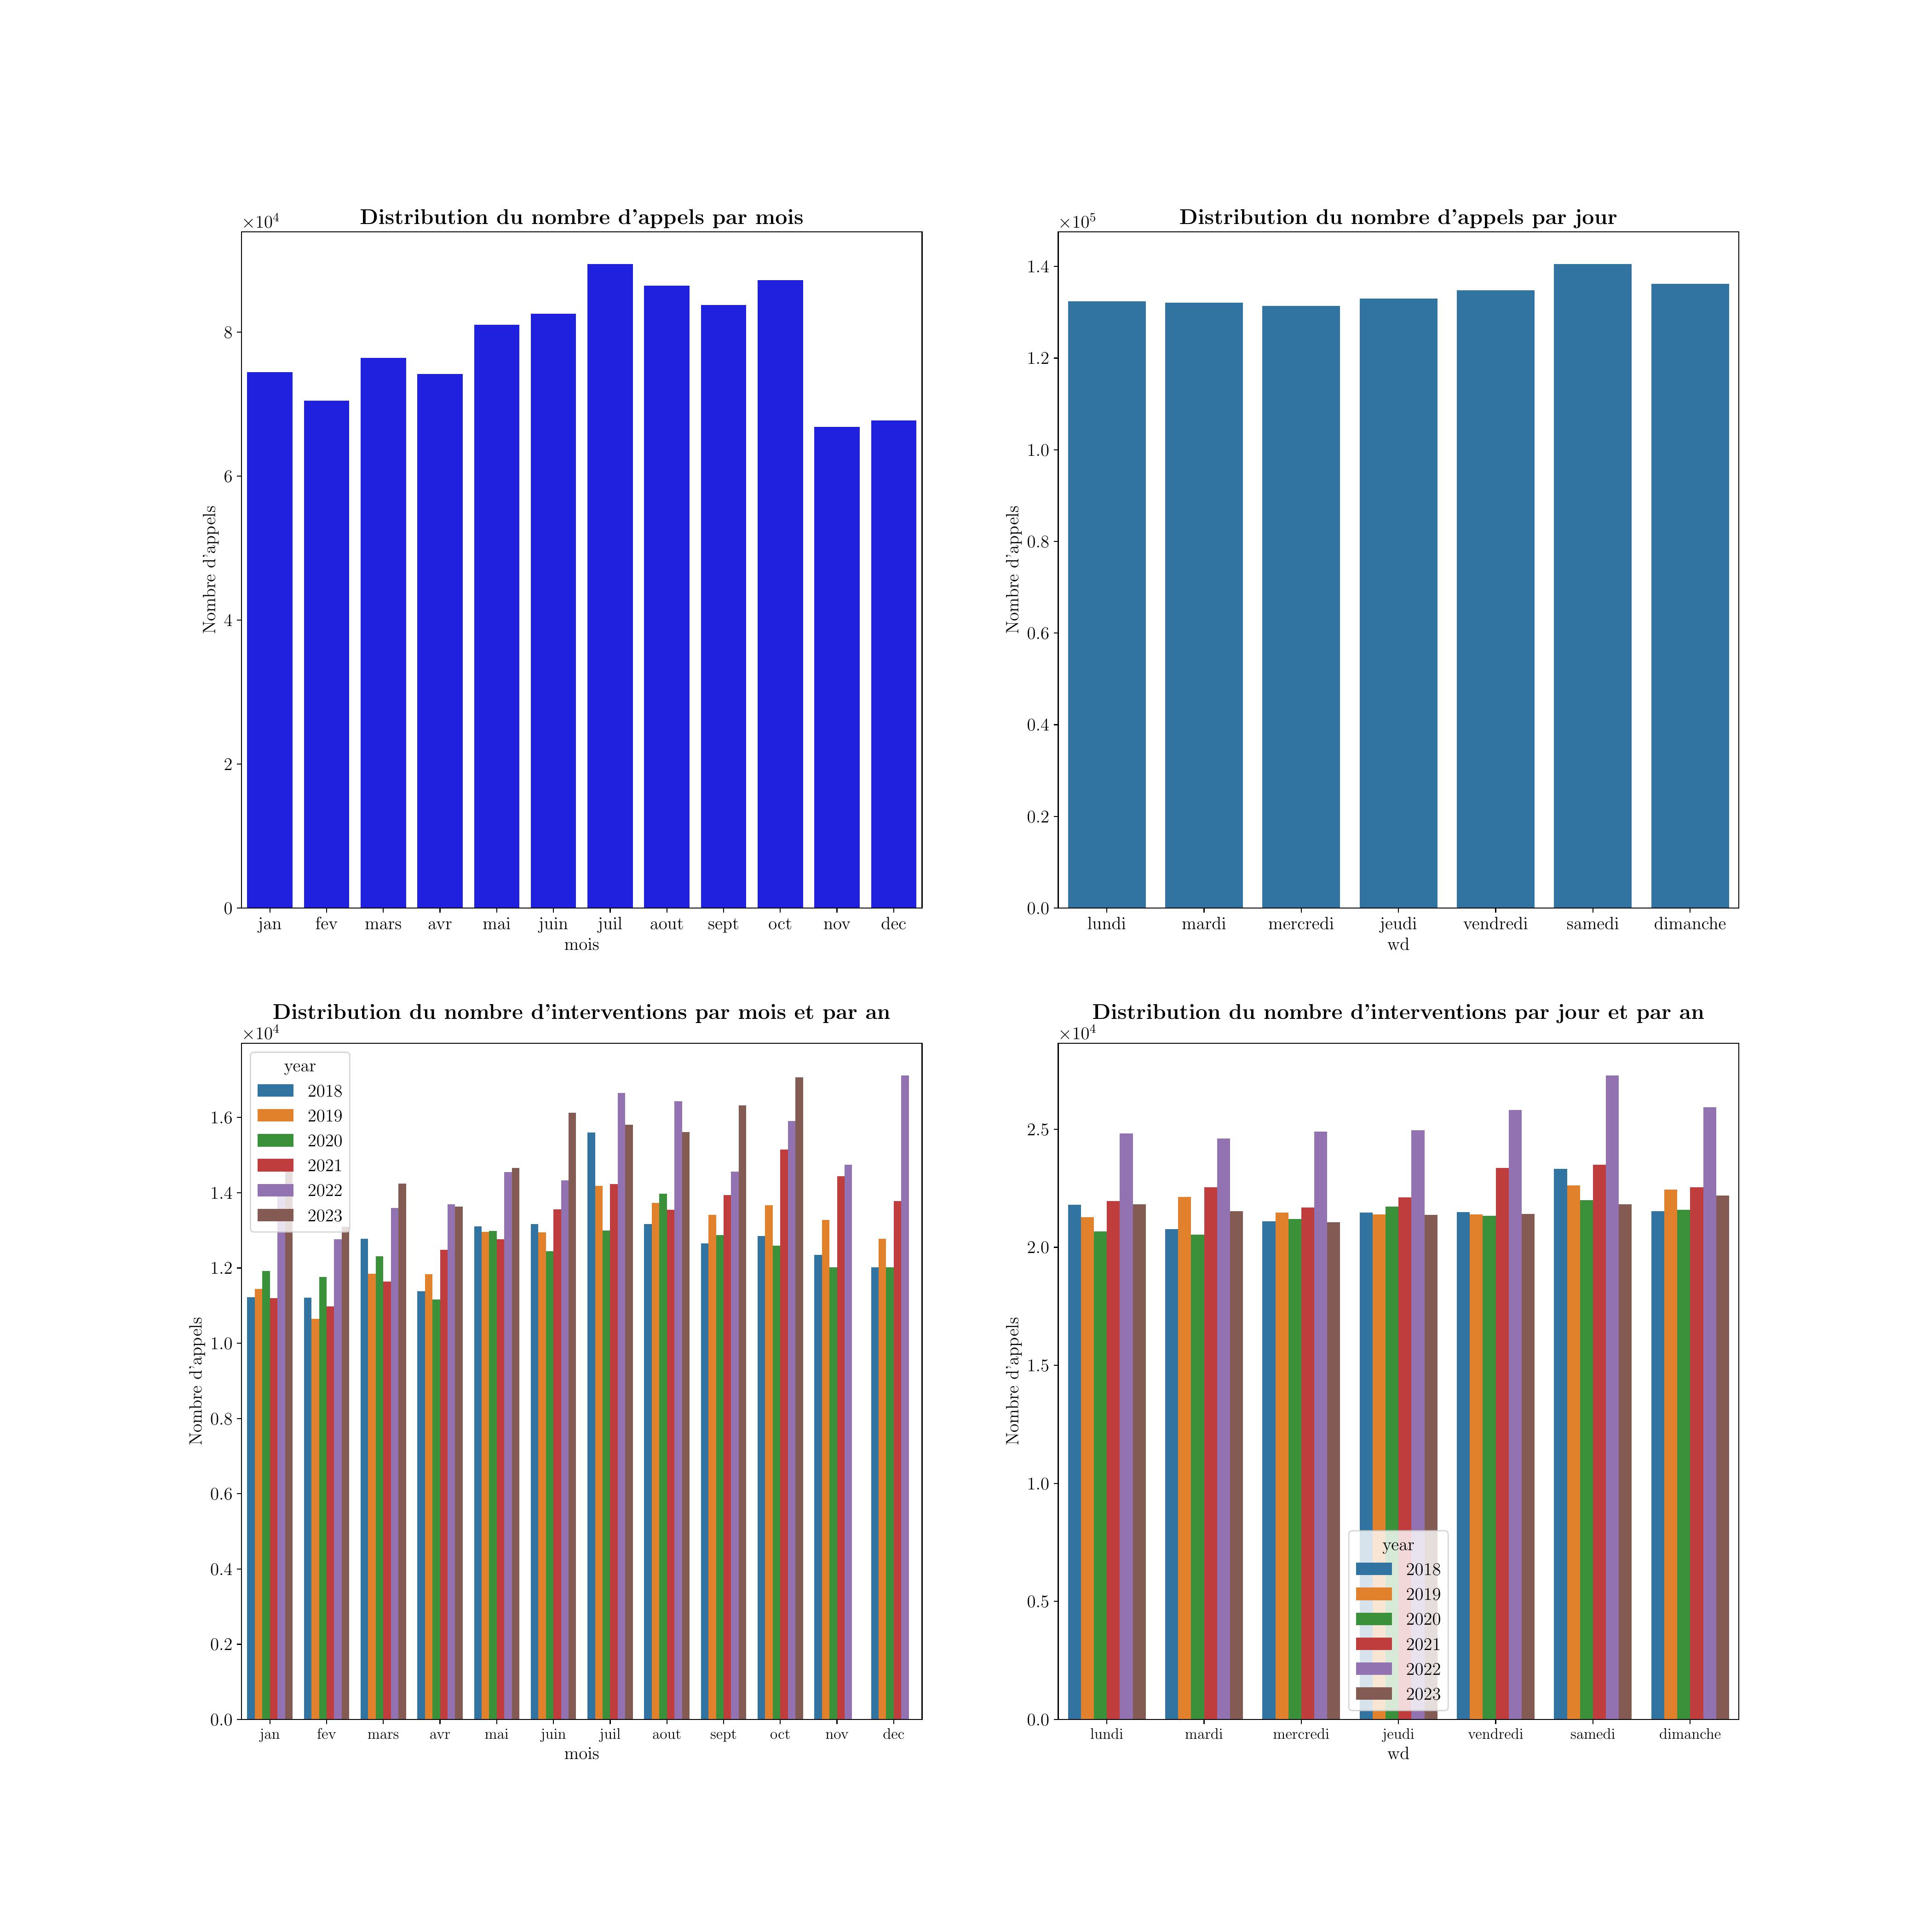 Distribution du nombre d'appels par mois
×10⁴
8
6
4
2
0
Nombre d'appels
jan fev mars avr mai juin juil aout sept oct nov dec
mois
Distribution du nombre d'appels par jour
×10⁵
1.4
1.2
1.0
0.8
0.6
0.4
0.2
0.0
Nombre d'appels
lundi mardi mercredi jeudi vendredi samedi dimanche
wd
Distribution du nombre d'interventions par mois et par an
×10⁴
year
2018
2019
2020
2021
2022
2023
1.6
1.4
1.2
1.0
0.8
0.6
0.4
0.2
0.0
Nombre d'appels
jan fev mars avr mai juin juil aout sept oct nov dec
mois
Distribution du nombre d'interventions par jour et par an
×10⁴
2.5
2.0
1.5
1.0
0.5
0.0
Nombre d'appels
year
2018
2019
2020
2021
2022
2023
lundi mardi mercredi jeudi vendredi samedi dimanche
wd